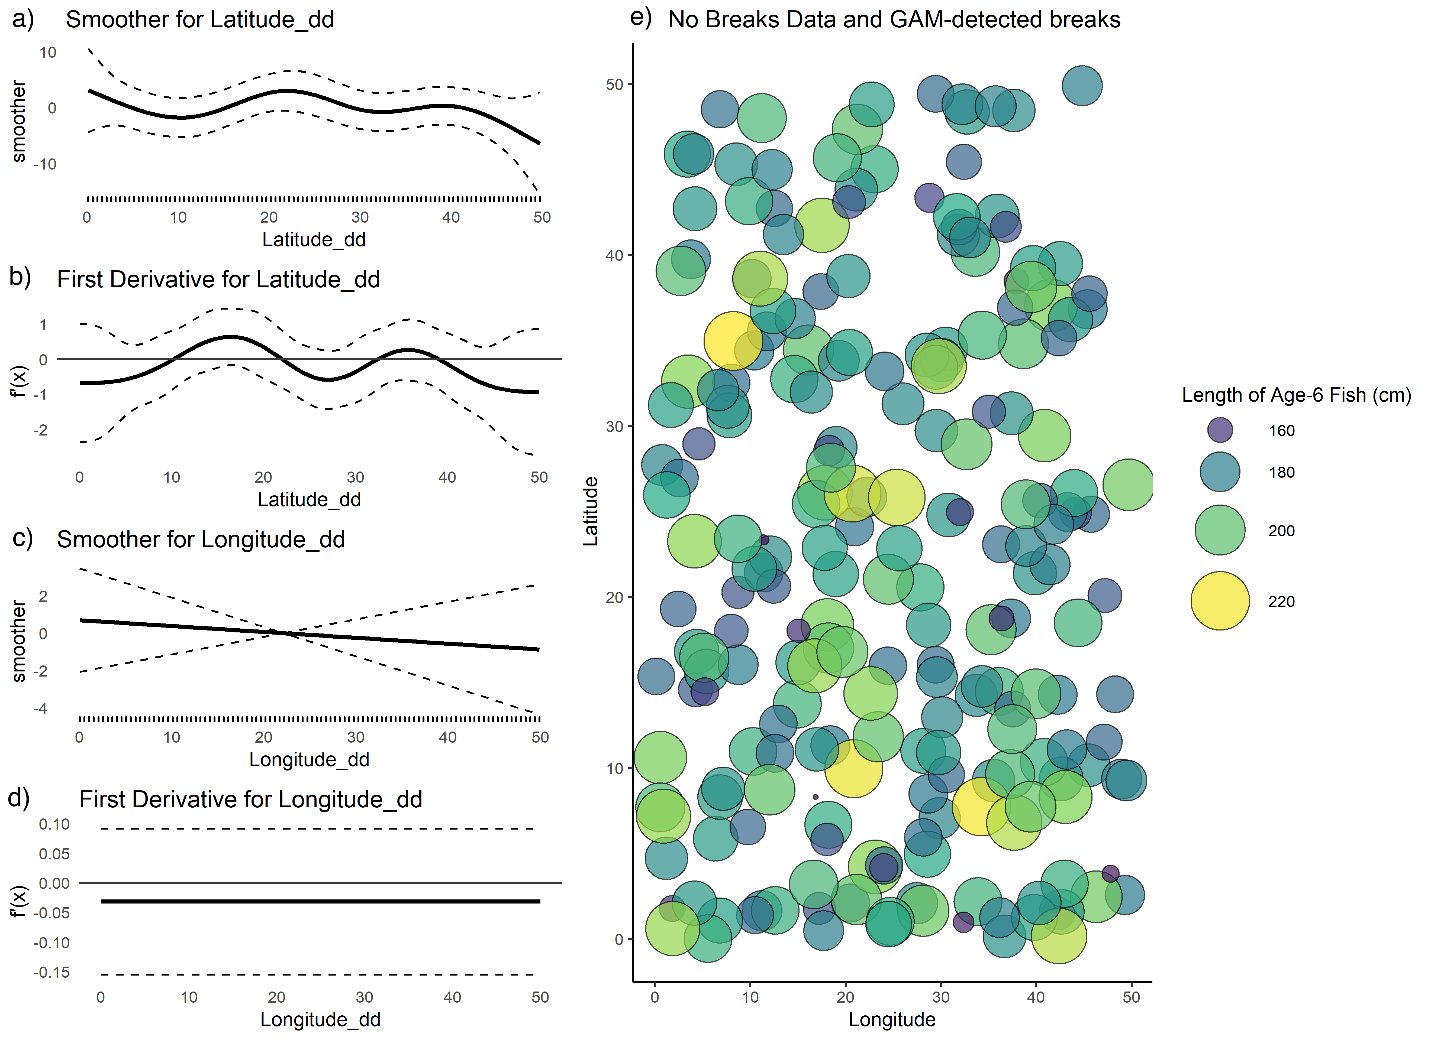 a) Smoother for Latitude_dd
10
0
-10
smoother
0 10 20 30 40 50
Latitude_dd
b) First Derivative for Latitude_dd
1
0
-1
-2
f'(x)
0 10 20 30 40 50
Latitude_dd
c) Smoother for Longitude_dd
2
0
-2
-4
smoother
0 10 20 30 40 50
Longitude_dd
d) First Derivative for Longitude_dd
0.10
0.05
0.00
-0.05
-0.10
-0.15
f'(x)
0 10 20 30 40 50
Longitude_dd
e) No Breaks Data and GAM-detected breaks
50
40
30
20
10
0
Latitude
0 10 20 30 40 50
Longitude
Length of Age-6 Fish (cm)
160
180
200
220